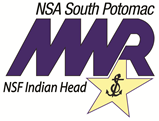 NSA South Potomac
MWR
NSF Indian Head